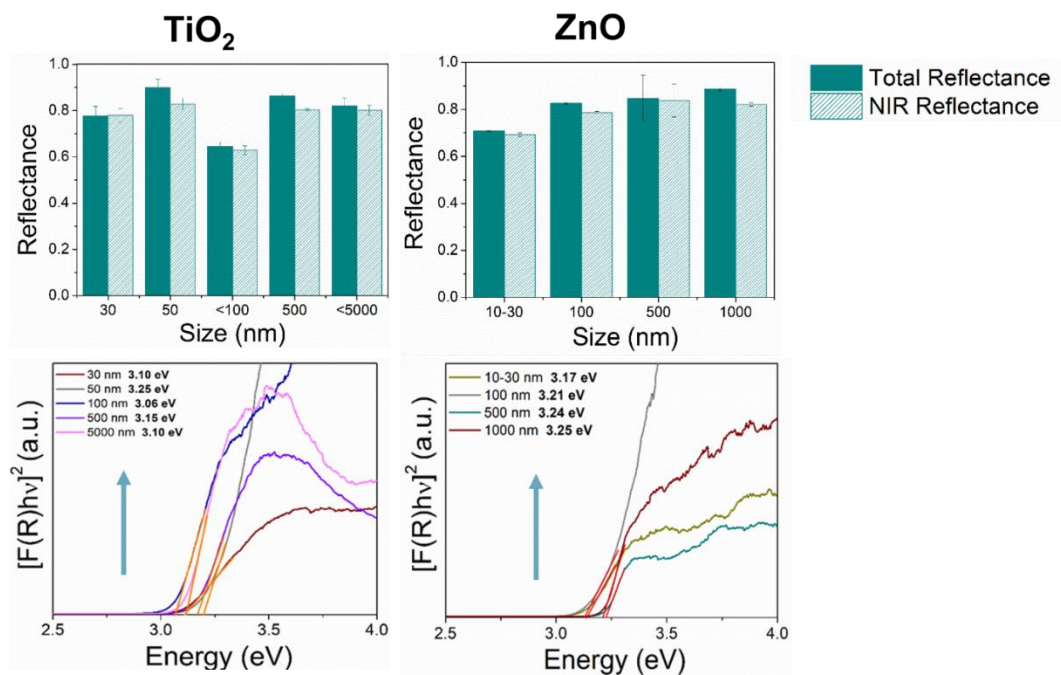 TiO2
ZnO
Total Reflectance
NIR Reflectance
Reflectance
1.0
0.8
0.6
0.4
0.2
0.0
30 50 <100 500 <5000
Size (nm)
Reflectance
1.0
0.8
0.6
0.4
0.2
0.0
10-30 100 500 1000
Size (nm)
[F(R)hν]² (a.u.)
30 nm 3.10 eV
50 nm 3.25 eV
100 nm 3.06 eV
500 nm 3.15 eV
5000 nm 3.10 eV
2.5 3.0 3.5 4.0
Energy (eV)
[F(R)hν]² (a.u.)
10-30 nm 3.17 eV
100 nm 3.21 eV
500 nm 3.24 eV
1000 nm 3.25 eV
2.5 3.0 3.5 4.0
Energy (eV)